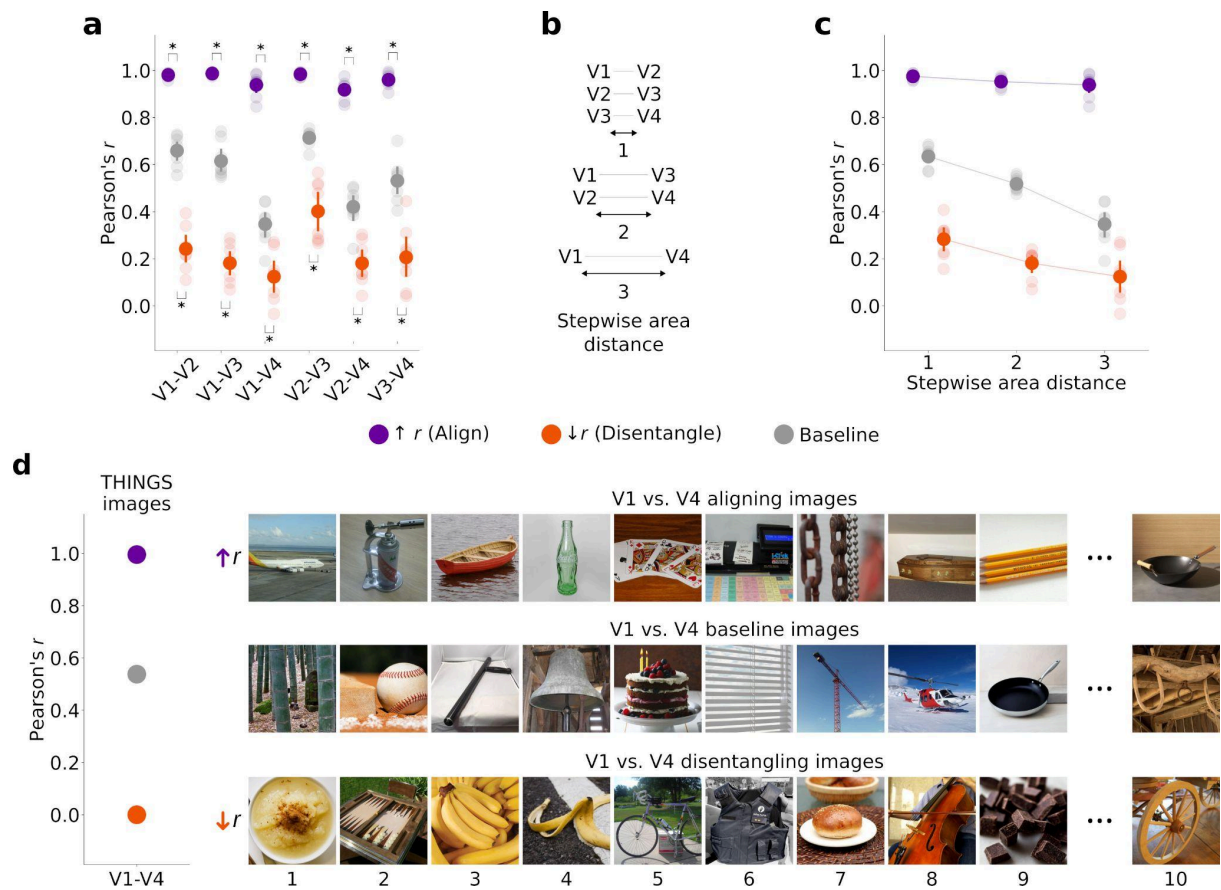 a
* * * * * *
1.0
0.8
0.6
0.4
0.2
0.0
Pearson's r
* * * * * *
V1-V2
V1-V3
V1-V4
V2-V3
V2-V4
V3-V4
b
V1 V2
V2 V3
V3 V4
1
V1 V3
V2 V4
2
V1 V4
3
Stepwise area
distance
c
1.0
0.8
0.6
0.4
0.2
0.0
Pearson's r
1 2 3
Stepwise area distance
↑ r (Align)
↓r (Disentangle)
Baseline
d
THINGS
images
1.0
0.8
0.6
0.4
0.2
0.0
Pearson's r
V1-V4
V1 vs. V4 aligning images
↑r
...
V1 vs. V4 baseline images
...
V1 vs. V4 disentangling images
↓r
...
1 2 3 4 5 6 7 8 9 10